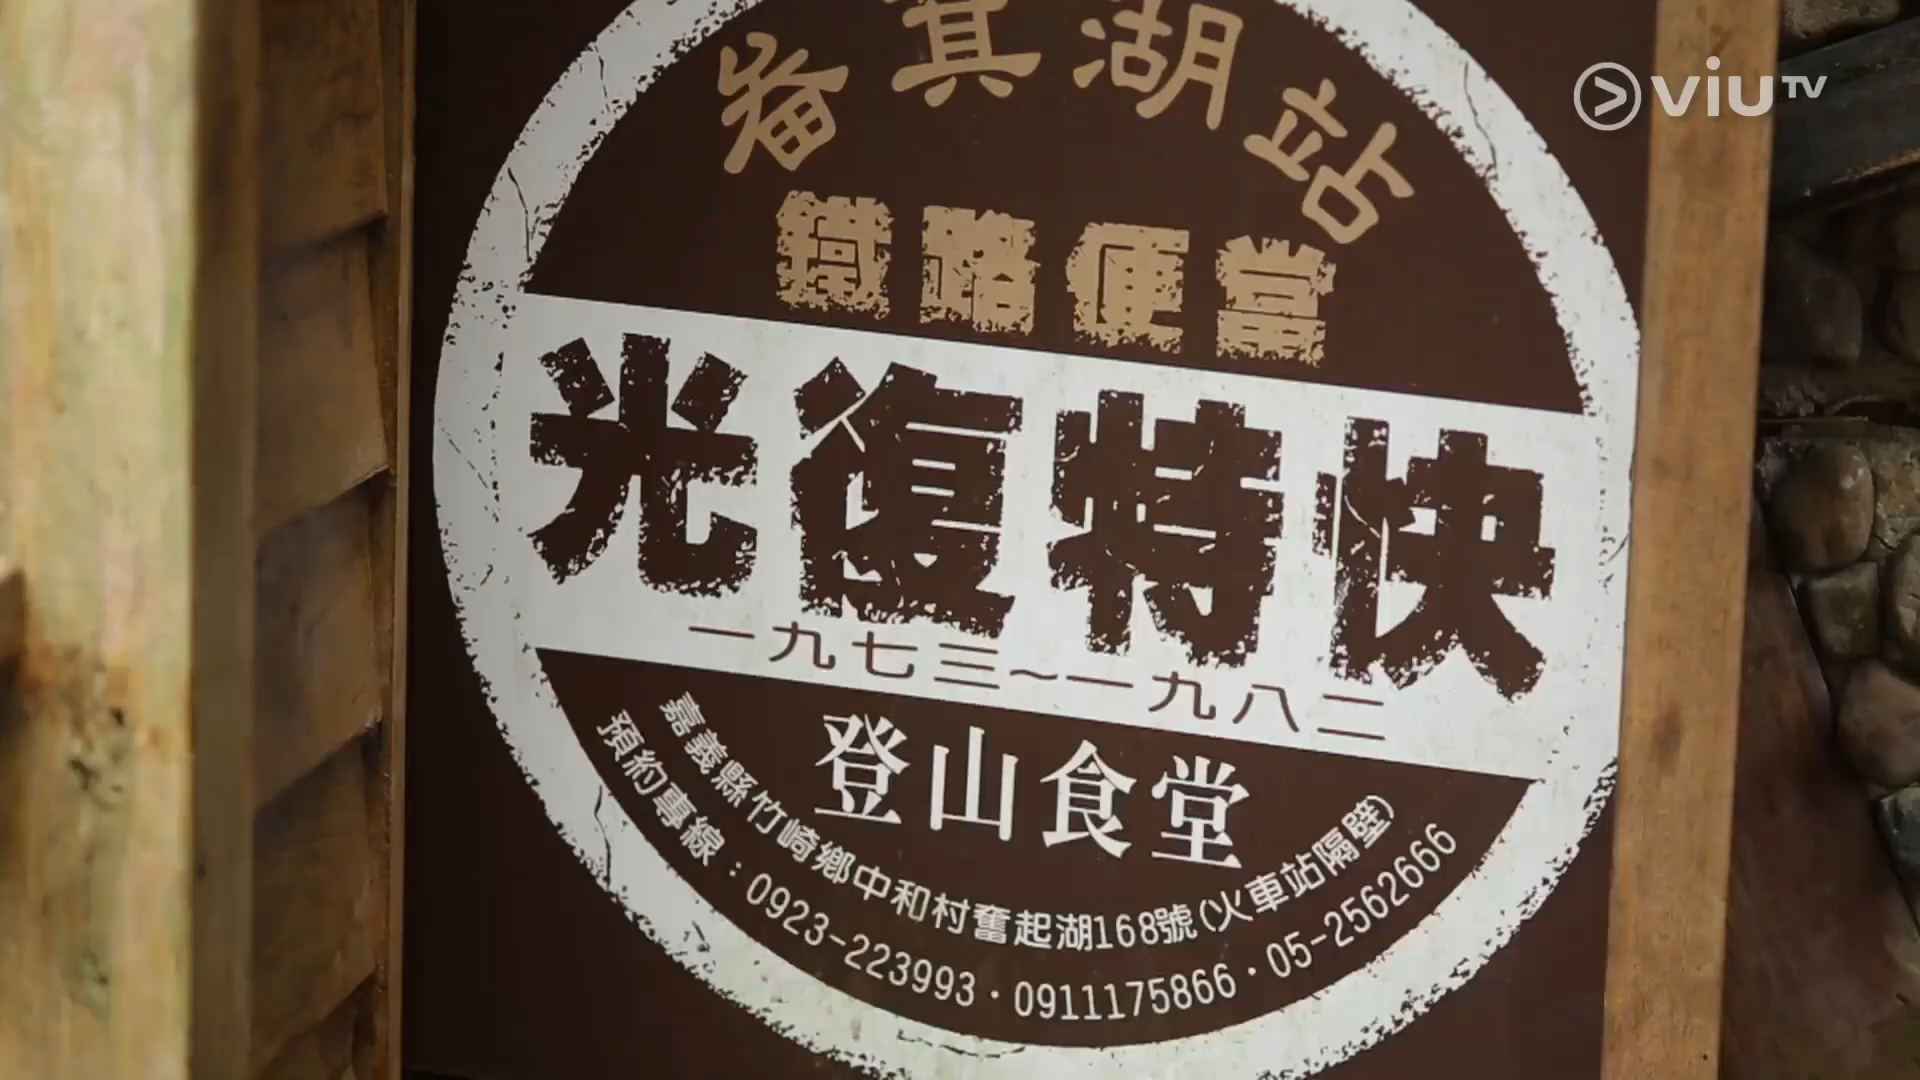 畚箕湖站
viuTV
鐵路便當
光復特快
一九七三~一九八二
登山食堂
嘉義縣竹崎鄉中和村奮起湖168號(火車站隔壁)
預約專線：0923-223993·0911175866·05-2562666